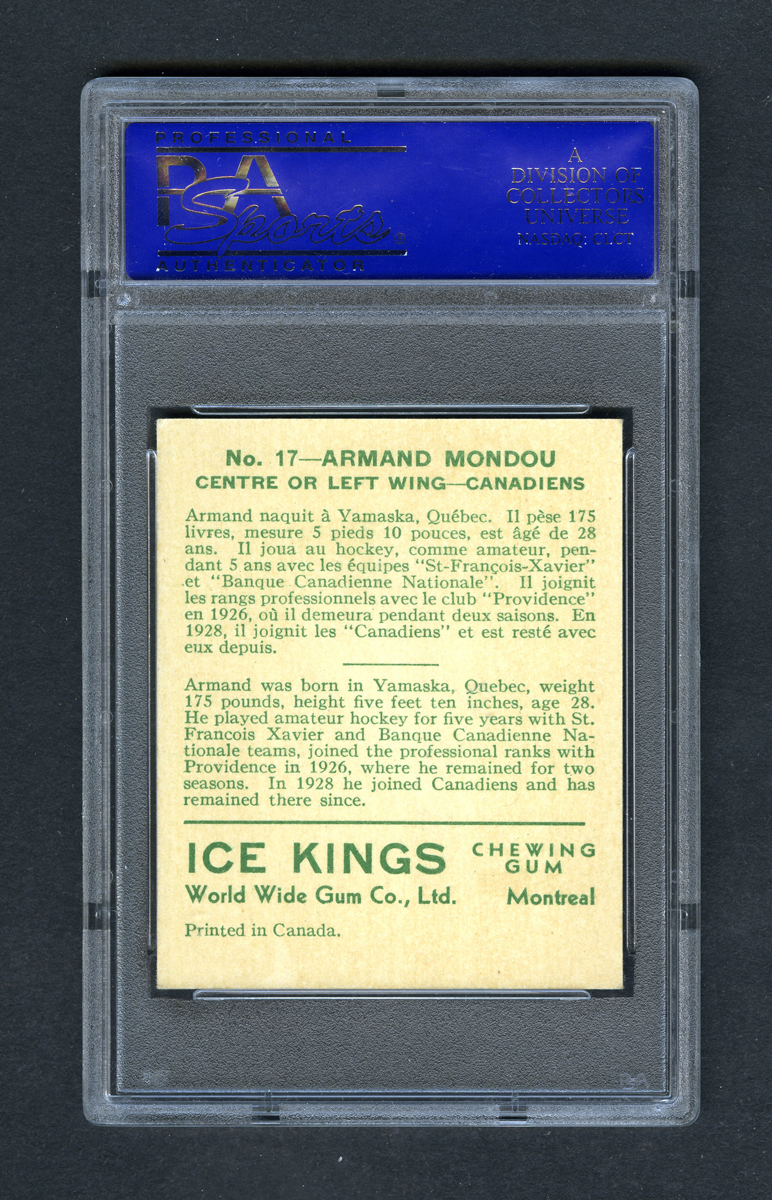 PROFESSIONAL
PSA
Sports®
AUTHENTICATOR
A
DIVISION OF
COLLECTORS
UNIVERSE
NASDAQ: CLCT
No. 17—ARMAND MONDOU
CENTRE OR LEFT WING—CANADIENS
Armand naquit à Yamaska, Québec. Il pèse 175
livres, mesure 5 pieds 10 pouces, est âgé de 28
ans. Il joua au hockey, comme amateur, pen-
dant 5 ans avec les équipes "St-François-Xavier"
et "Banque Canadienne Nationale". Il joignit
les rangs professionnels avec le club "Providence"
en 1926, où il demeura pendant deux saisons. En
1928, il joignit les "Canadiens" et est resté avec
eux depuis.
Armand was born in Yamaska, Quebec, weight
175 pounds, height five feet ten inches, age 28.
He played amateur hockey for five years with St.
Francois Xavier and Banque Canadienne Na-
tionale teams, joined the professional ranks with
Providence in 1926, where he remained for two
seasons. In 1928 he joined Canadiens and has
remained there since.
ICE KINGS CHEWING GUM
World Wide Gum Co., Ltd. Montreal
Printed in Canada.